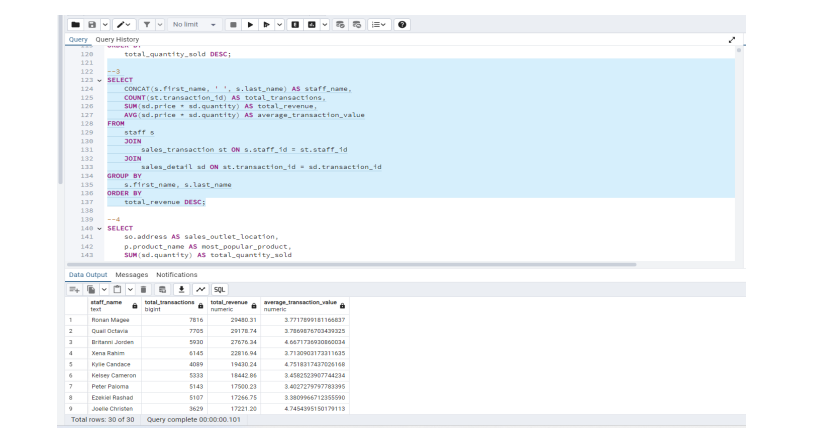 No limit
Query Query History
120 total_quantity_sold DESC;
121
122 --3
123 SELECT
124 CONCAT(s.first_name, ' ', s.last_name) AS staff_name,
125 COUNT(st.transaction_id) AS total_transactions,
126 SUM(sd.price * sd.quantity) AS total_revenue,
127 AVG(sd.price * sd.quantity) AS average_transaction_value
128 FROM
129 staff s
130 JOIN
131 sales_transaction st ON s.staff_id = st.staff_id
132 JOIN
133 sales_detail sd ON st.transaction_id = sd.transaction_id
134 GROUP BY
135 s.first_name, s.last_name
136 ORDER BY
137 total_revenue DESC;
138
139 --4
140 SELECT
141 so.address AS sales_outlet_location,
142 p.product_name AS most_popular_product,
143 SUM(sd.quantity) AS total_quantity_sold
Data Output Messages Notifications
SQL
staff_name total_transactions total_revenue average_transaction_value
text bigint numeric numeric
1 Ronan Magee 7816 29480.31 3.7717899181166837
2 Quail Octavia 7705 29178.74 3.7869876703439325
3 Britanni Jorden 5930 27676.34 4.6671736930860034
4 Xena Rahim 6145 22816.94 3.7130903173311635
5 Kylie Candace 4089 19430.24 4.7518317437026168
6 Kelsey Cameron 5333 18442.86 3.4582523907744234
7 Peter Paloma 5143 17500.23 3.4027279797783395
8 Ezekiel Rashad 5107 17266.75 3.3809966712355590
9 Joelle Christen 3629 17221.20 4.7454395150179113
Total rows: 30 of 30 Query complete 00:00:00.101